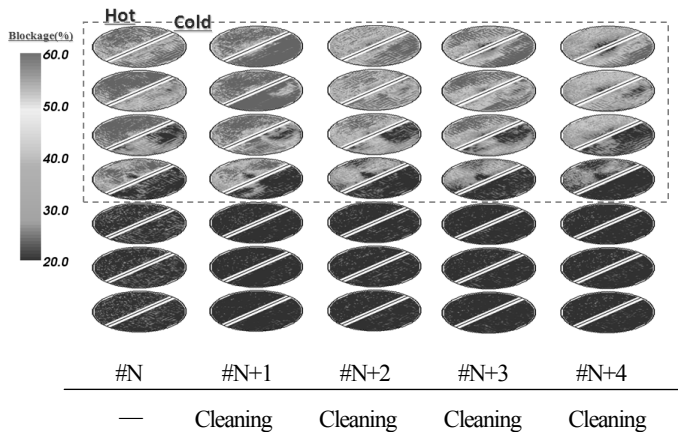 Hot
Cold
Blockage(%)
60.0
50.0
40.0
30.0
20.0
#N #N+1 #N+2 #N+3 #N+4
— Cleaning Cleaning Cleaning Cleaning